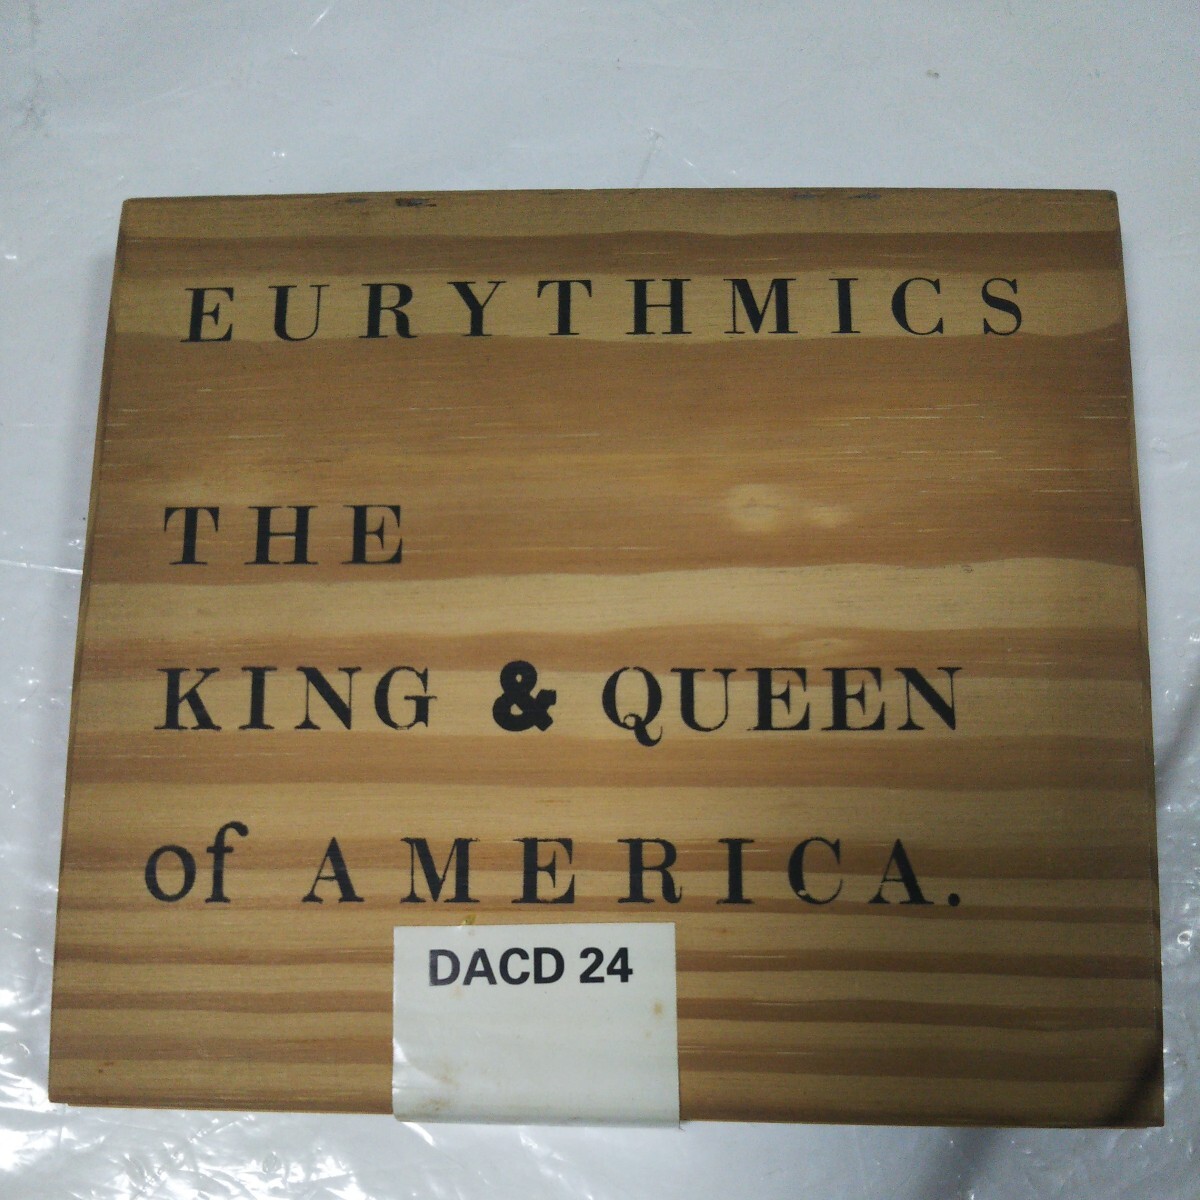 EURYTHMICS
THE
KING & QUEEN
of AMERICA.
DACD 24